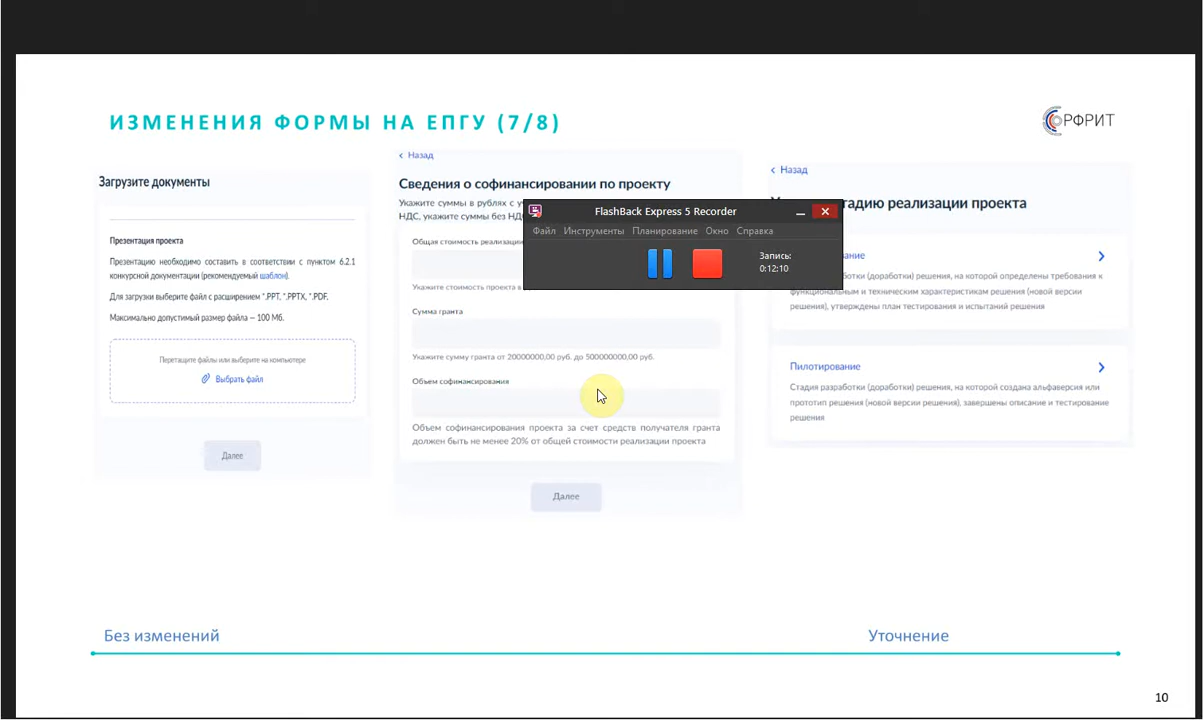 ИЗМЕНЕНИЯ ФОРМЫ НА ЕПГУ (7/8)
РФРИТ
Загрузите документы
Презентация проекта
Презентацию необходимо составить в соответствии с пунктом 6.2.1
конкурсной документации (рекомендуемый шаблон).
Для загрузки выберите файл с расширением *.PPT, *.PPTX, *.PDF.
Максимально допустимый размер файла — 100 Мб.
Перетащите файлы или выберите на компьютере
Выбрать файл
Далее
Назад
Сведения о софинансировании по проекту
Укажите суммы в рублях с
НДС, укажите суммы без НДС
Общая стоимость реализации
Укажите стоимость проекта в
Сумма гранта
Укажите сумму гранта от 20000000,00 руб. до 500000000,00 руб.
Объем софинансирования
Объем софинансирования проекта за счет средств получателя гранта
должен быть не менее 20% от общей стоимости реализации проекта
Далее
FlashBack Express 5 Recorder
Файл Инструменты Планирование Окно Справка
Запись:
0:12:10
Назад
стадию реализации проекта
(доработки) решения, на которой определены требования к
функциональным и техническим характеристикам решения (новой версии
решения), утверждены план тестирования и испытаний решения
Пилотирование
Стадия разработки (доработки) решения, на которой создана альфаверсия или
прототип решения (новой версии решения), завершены описание и тестирование
решения
Без изменений
Уточнение
10